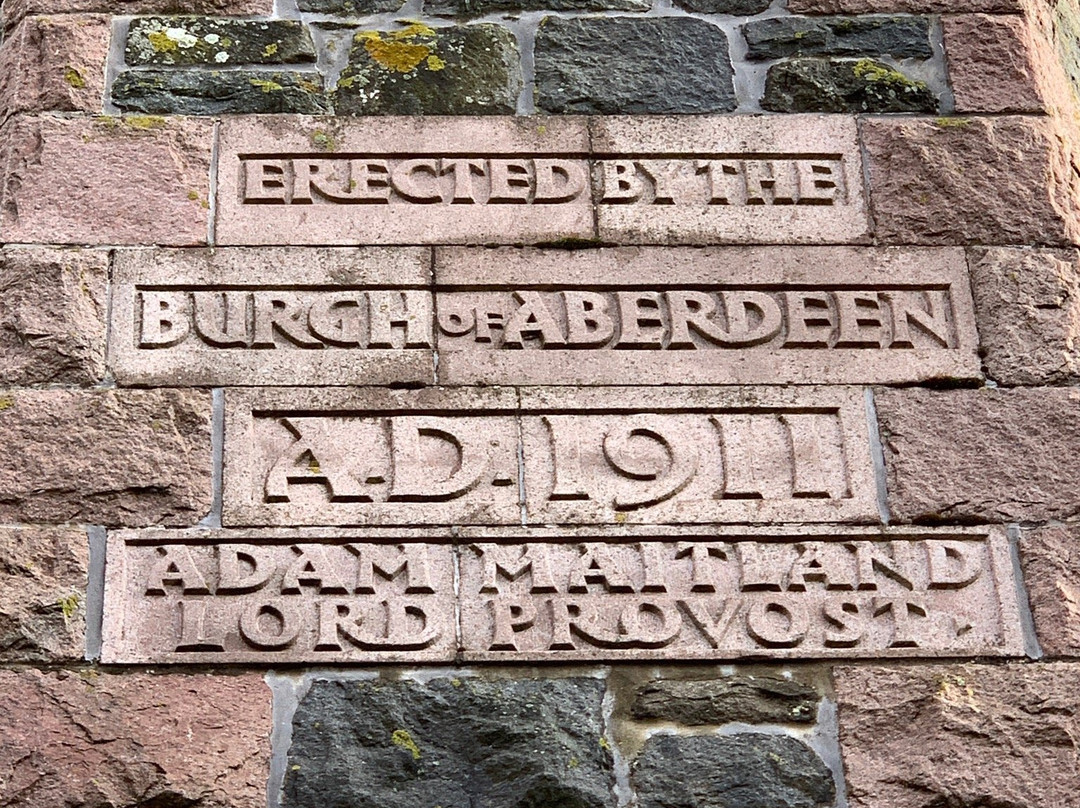 ERECTED BY THE
BURGH OF ABERDEEN
A.D. 1911
ADAM MAITLAND
LORD PROVOST.